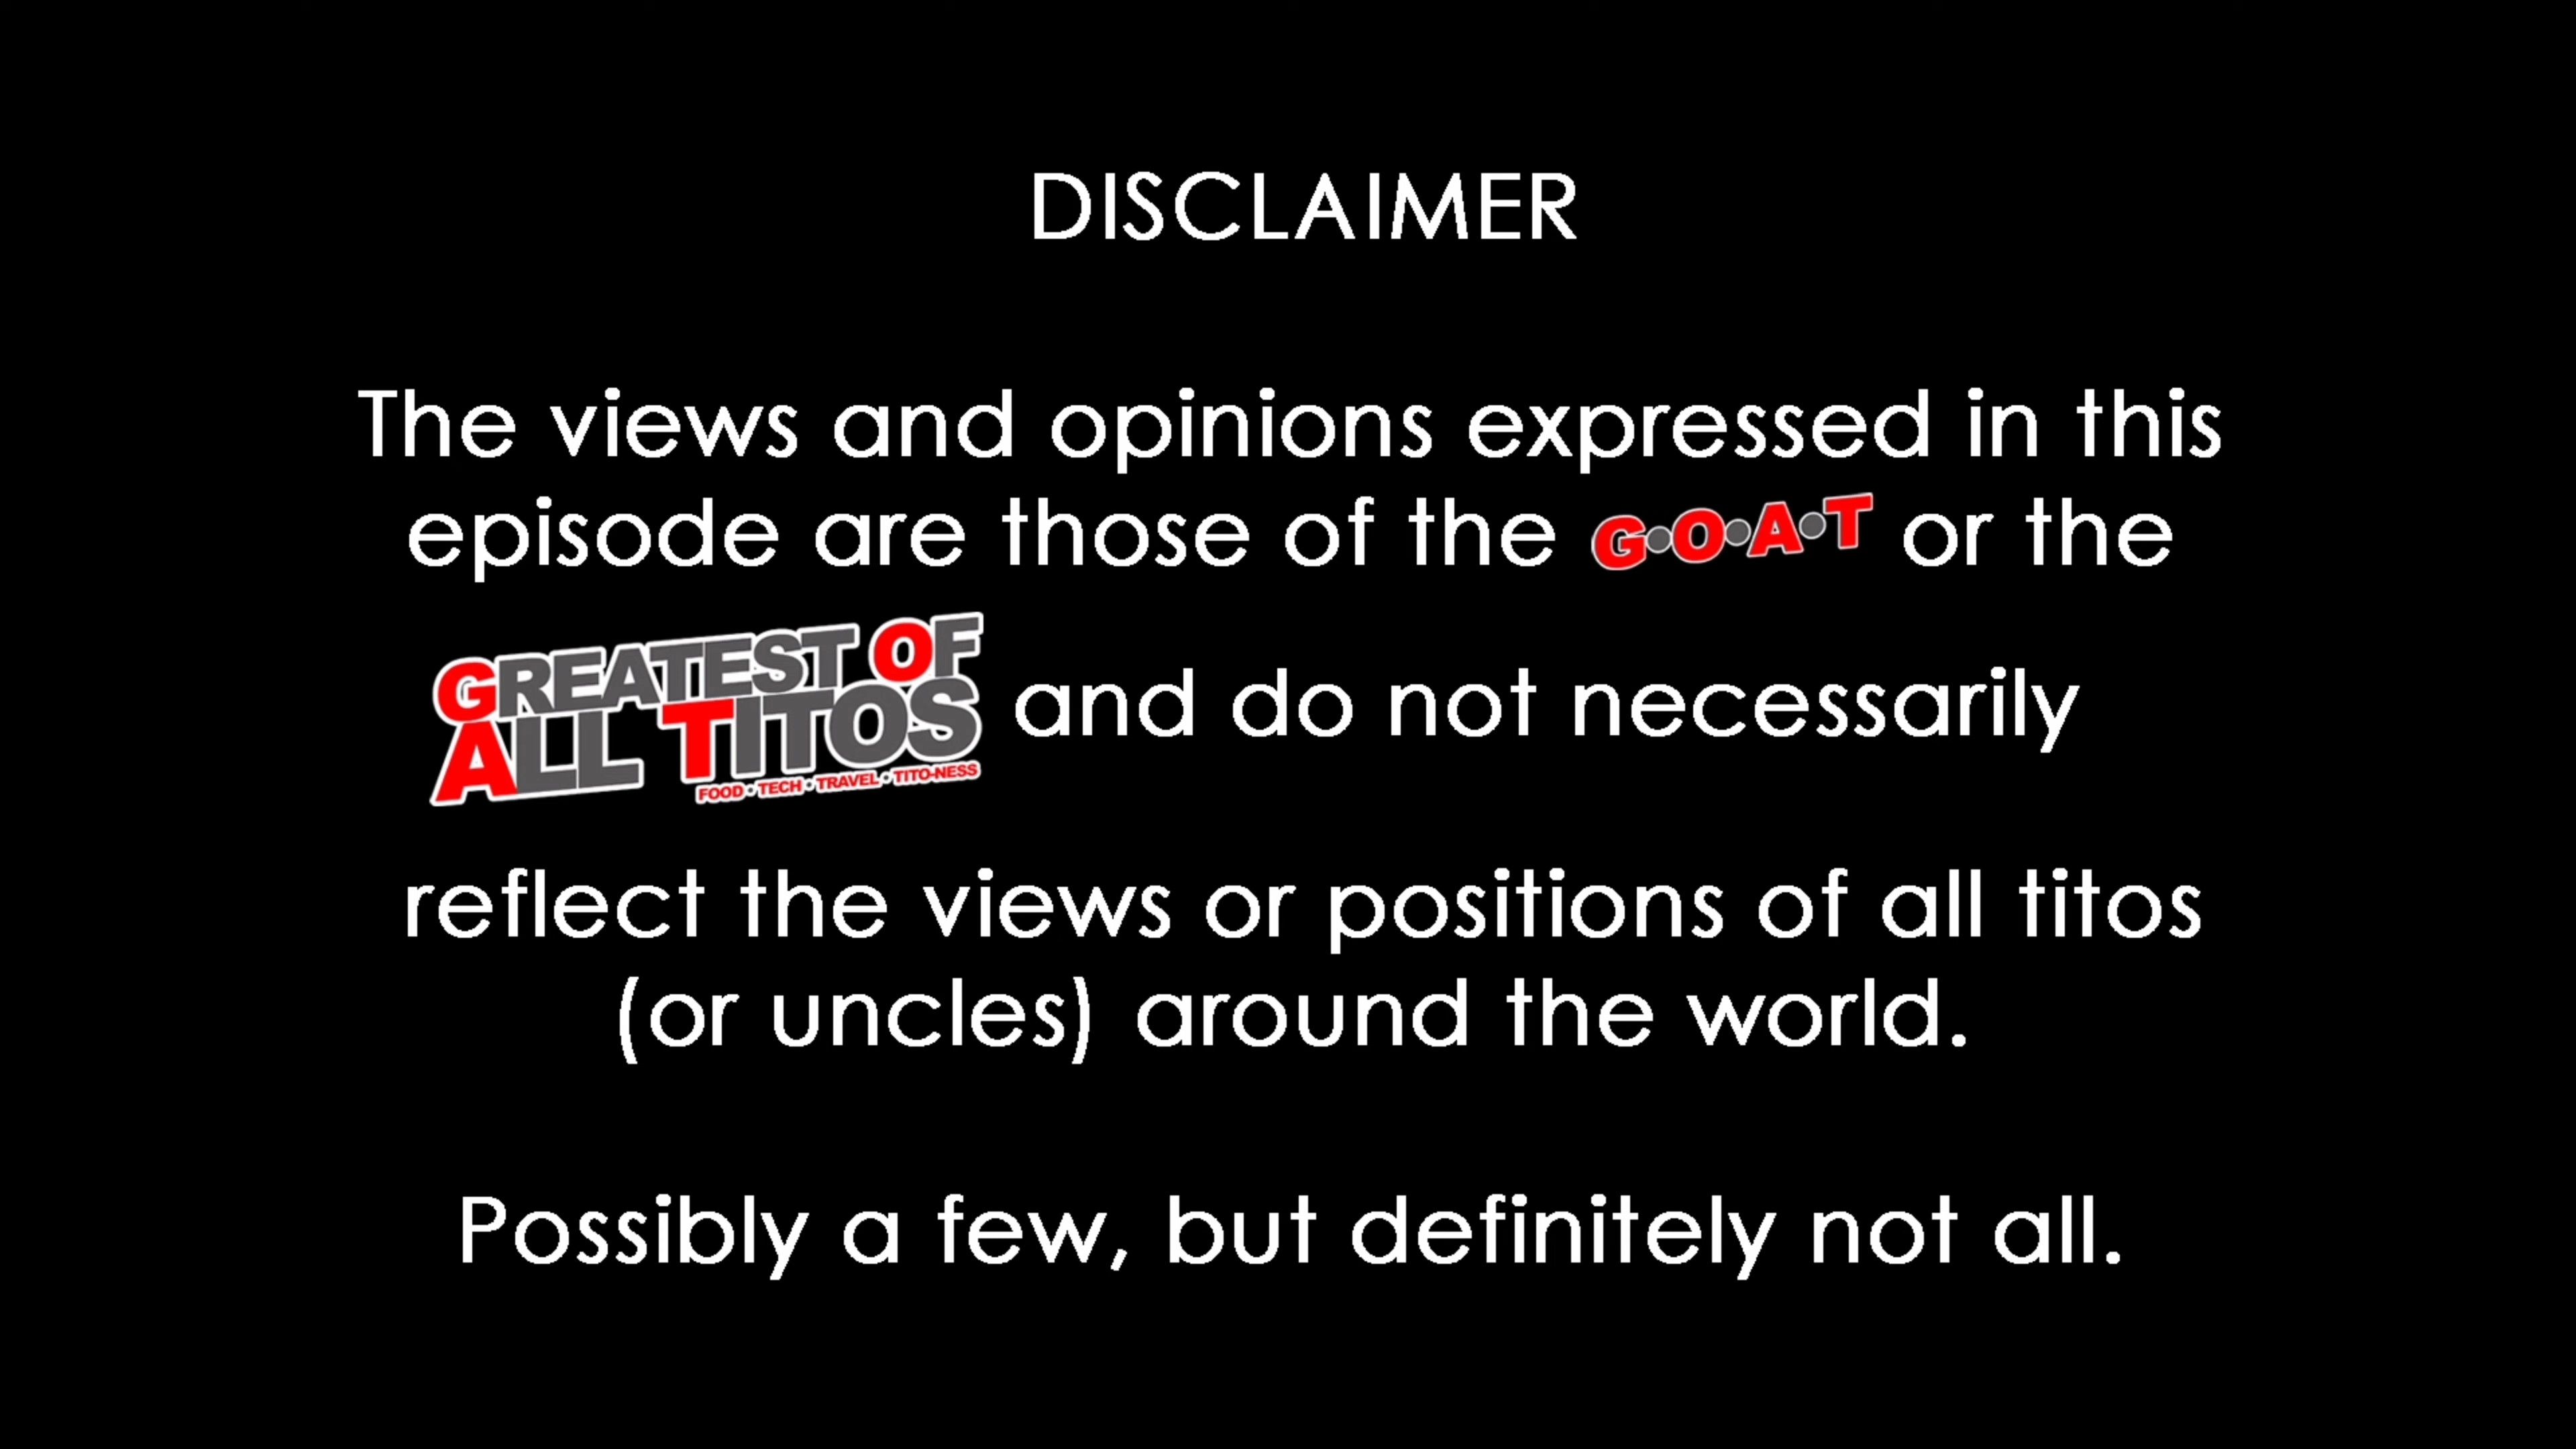 DISCLAIMER
The views and opinions expressed in this
episode are those of the G•O•A•T or the
GREATEST OF
ALL TITOS
FOOD • TECH • TRAVEL • TITO-NESS
and do not necessarily
reflect the views or positions of all titos
(or uncles) around the world.
Possibly a few, but definitely not all.